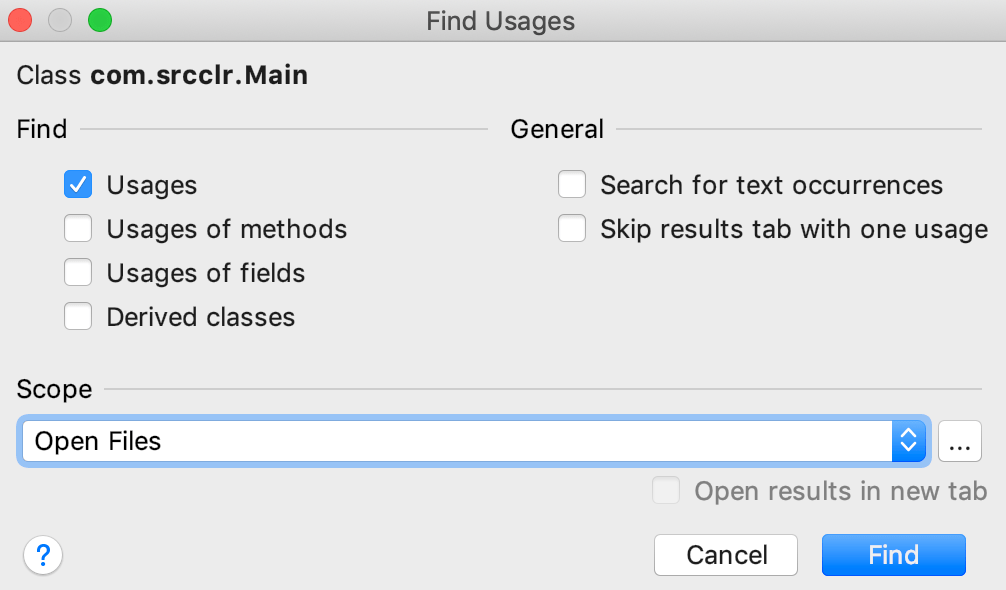 Find Usages
Class com.srcclr.Main
Find
General
Usages
Search for text occurrences
Usages of methods
Skip results tab with one usage
Usages of fields
Derived classes
Scope
Open Files
...
Open results in new tab
?
Cancel
Find